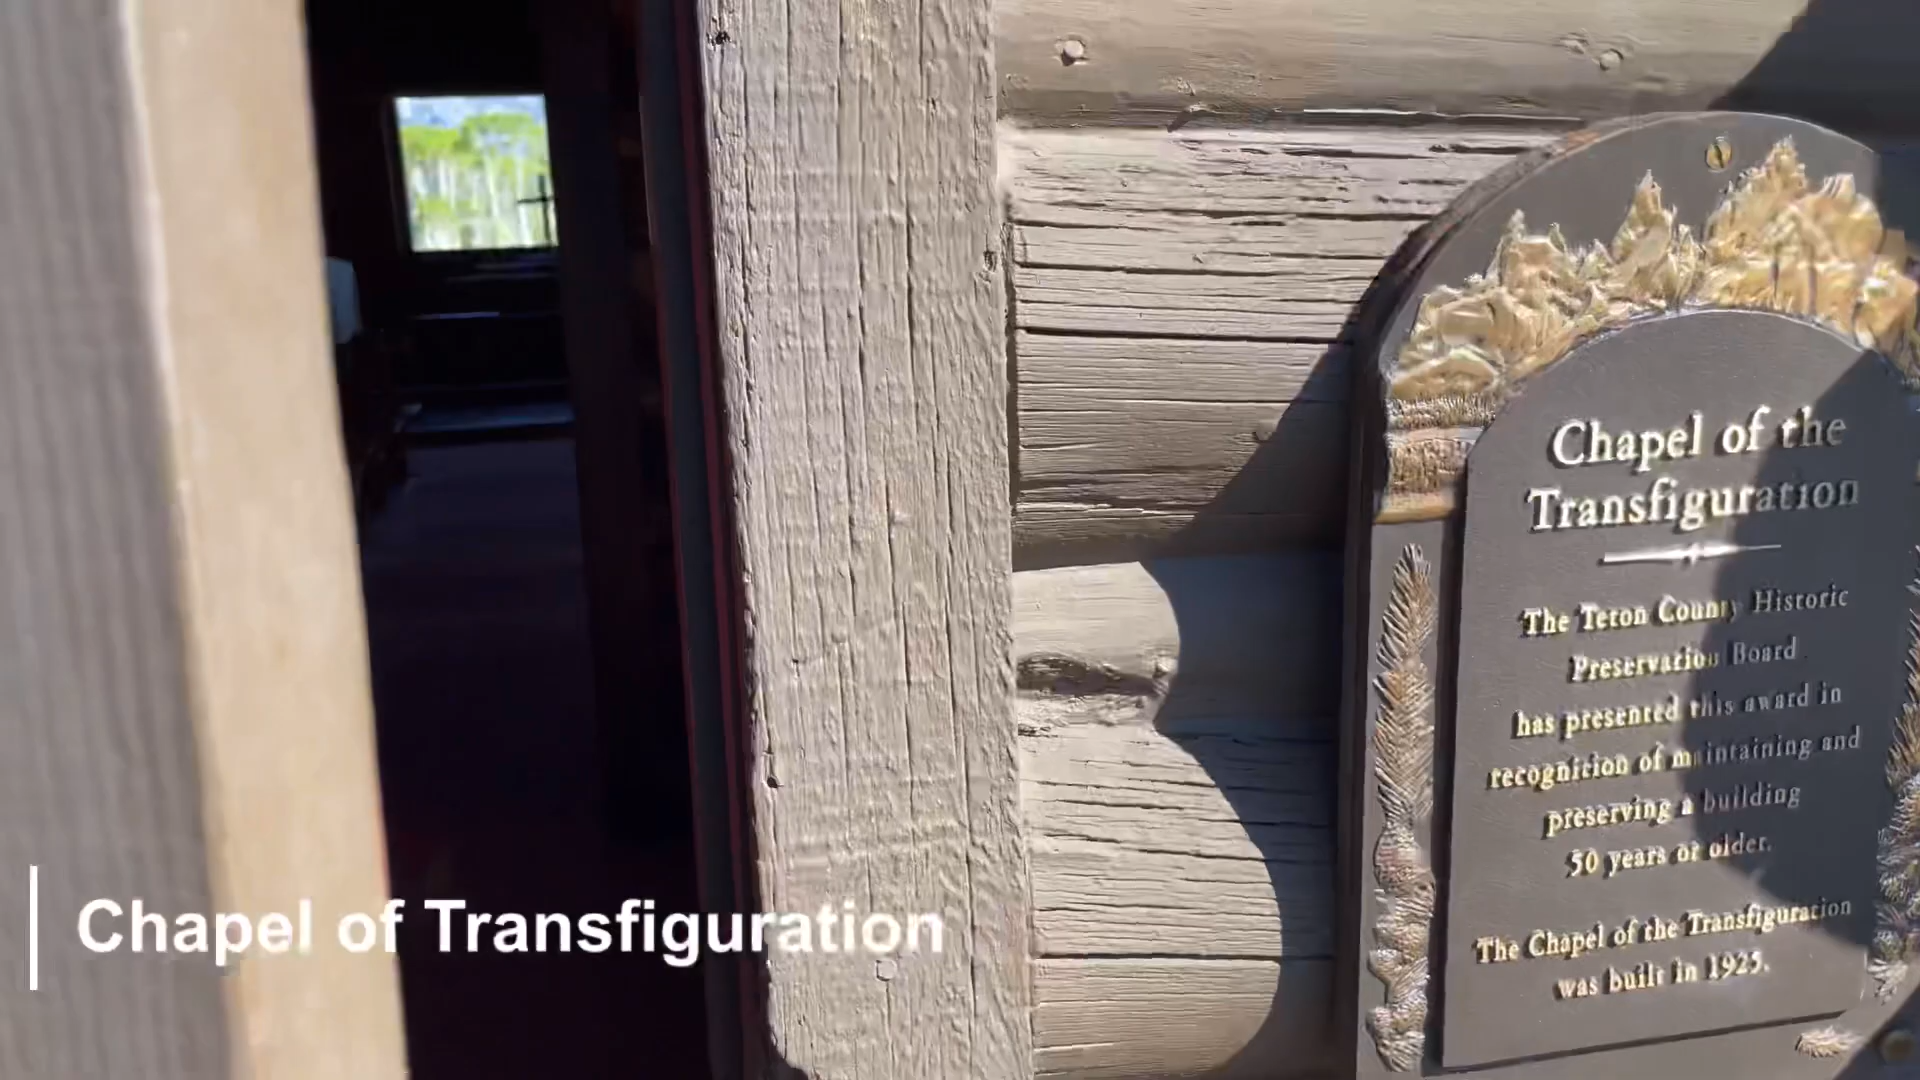 Chapel of the
Transfiguration
The Teton County Historic
Preservation Board
has presented this award in
recognition of maintaining and
preserving a building
50 years or older.
The Chapel of the Transfiguration
was built in 1925.
Chapel of Transfiguration